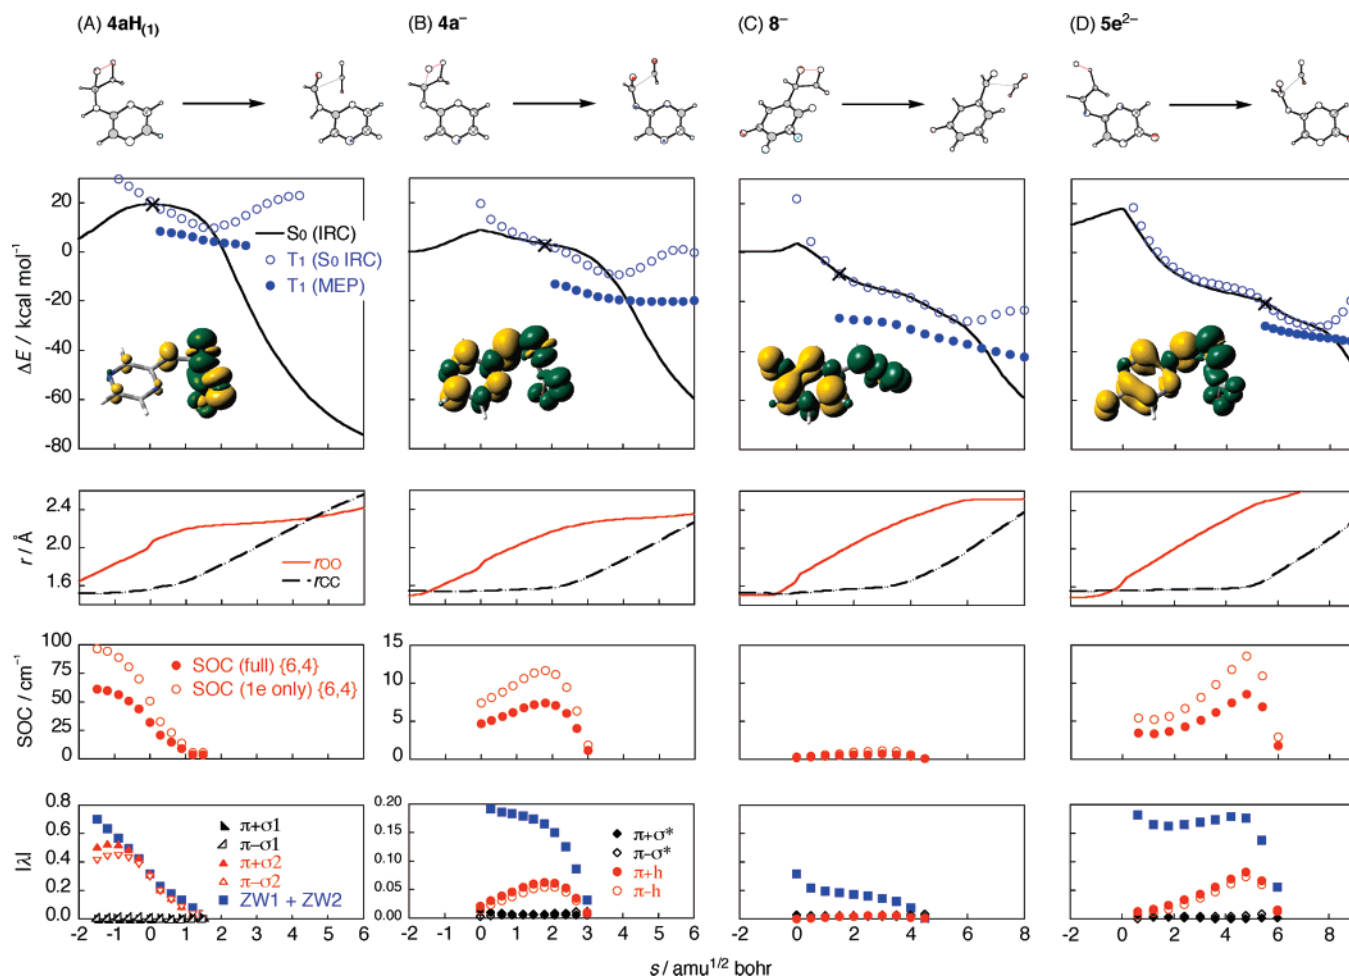 (A) 4aH(1)
(B) 4a⁻
(C) 8⁻
(D) 5e²⁻
ΔE / kcal mol⁻¹
20
0
-20
-40
-60
-80
S₀ (IRC)
T₁ (S₀ IRC)
T₁ (MEP)
r / Å
2.4
2.0
1.6
rOO
rCC
SOC / cm⁻¹
100
75
50
25
0
SOC (full) {6,4}
SOC (1e only) {6,4}
15
10
5
0
|λ|
0.8
0.6
0.4
0.2
0.0
π+σ1
π−σ1
π+σ2
π−σ2
ZW1 + ZW2
0.20
0.15
0.10
0.05
0.00
π+σ*
π−σ*
π+h
π−h
-2 -1 0 1 2 3 4 5 6
-2 -1 0 1 2 3 4 5 6
-2 0 2 4 6 8
-2 0 2 4 6 8
s / amu¹/² bohr